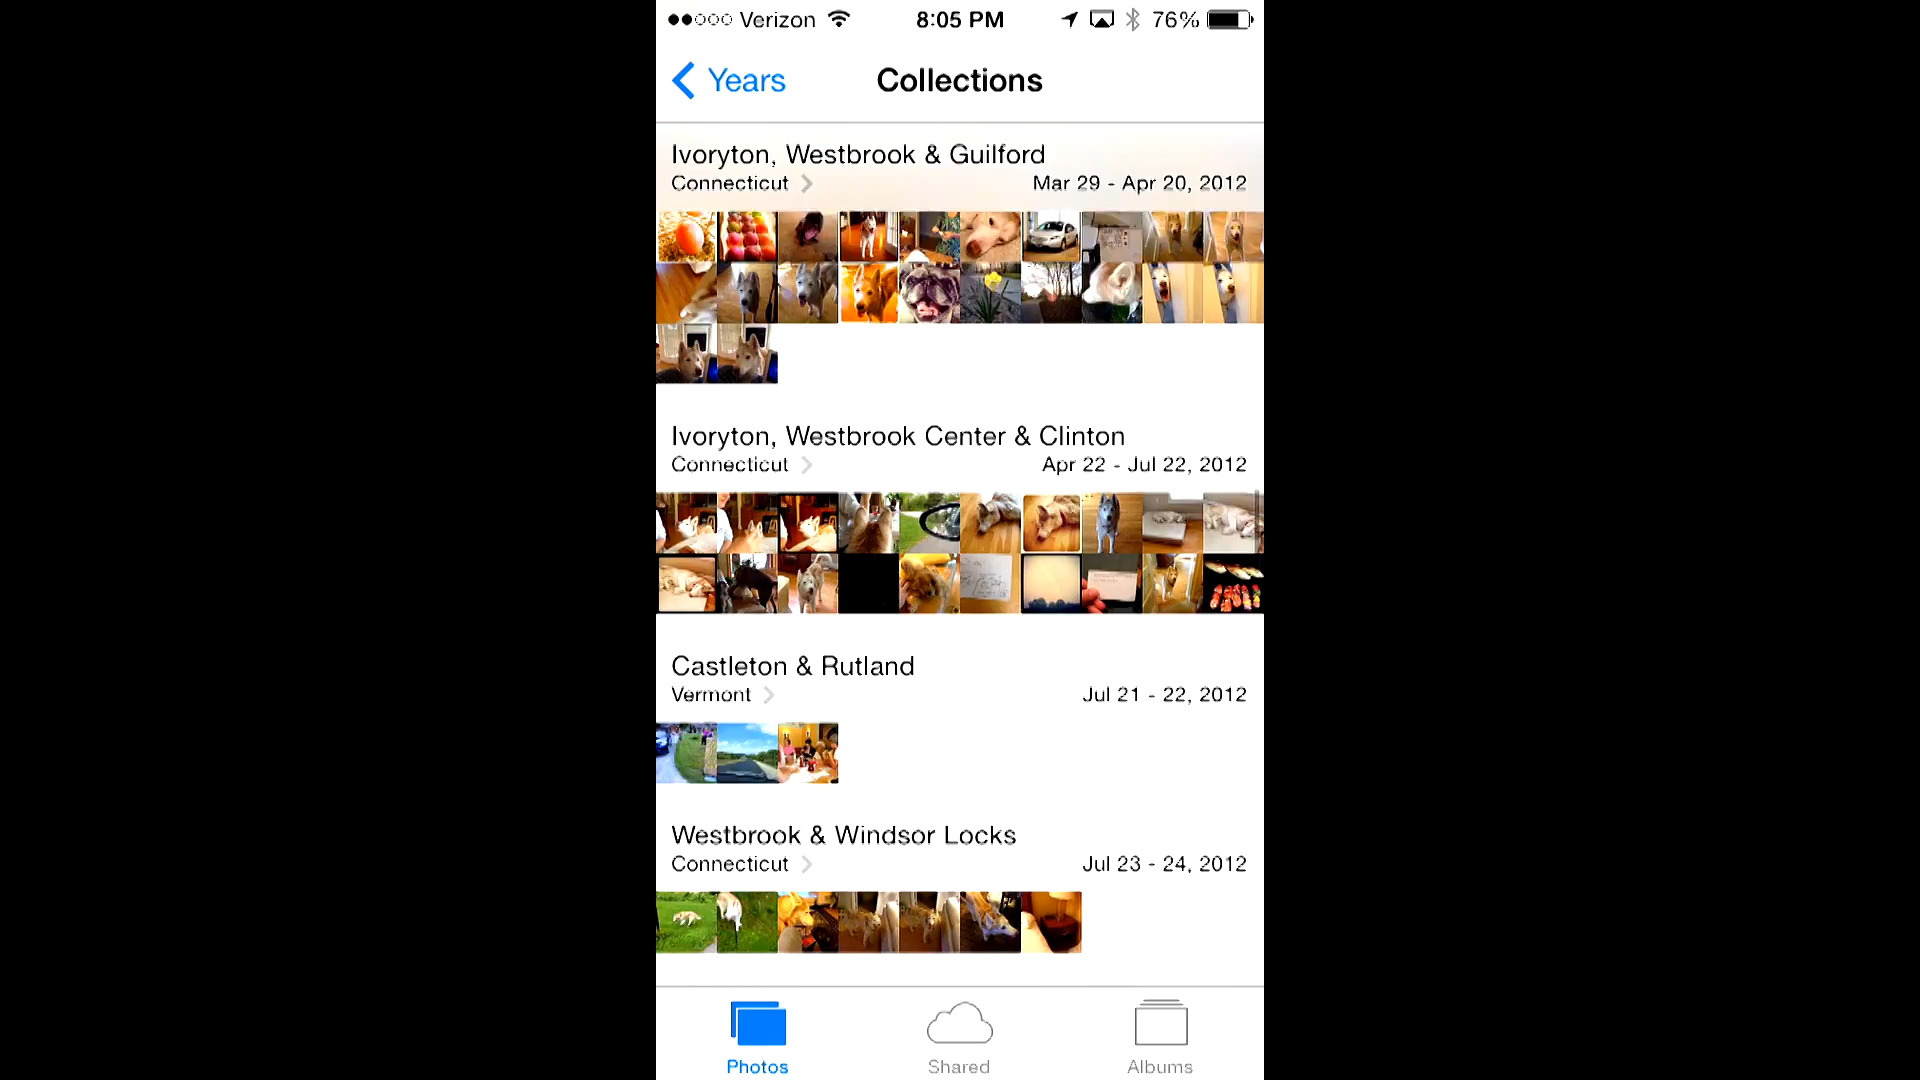 Verizon 8:05 PM 76%
Years Collections
Ivoryton, Westbrook & Guilford
Connecticut Mar 29 - Apr 20, 2012
Ivoryton, Westbrook Center & Clinton
Connecticut Apr 22 - Jul 22, 2012
Castleton & Rutland
Vermont Jul 21 - 22, 2012
Westbrook & Windsor Locks
Connecticut Jul 23 - 24, 2012
Photos Shared Albums